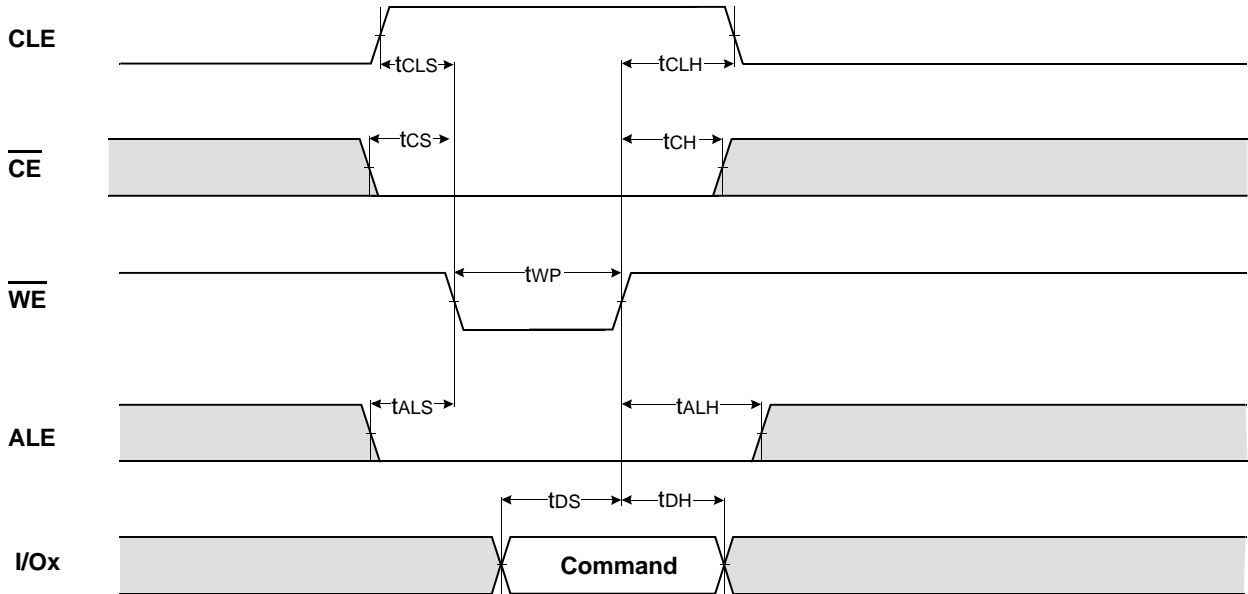 CLE
tCLS
tCLH
CE
tCS
tCH
WE
tWP
ALE
tALS
tALH
I/Ox
tDS
tDH
Command